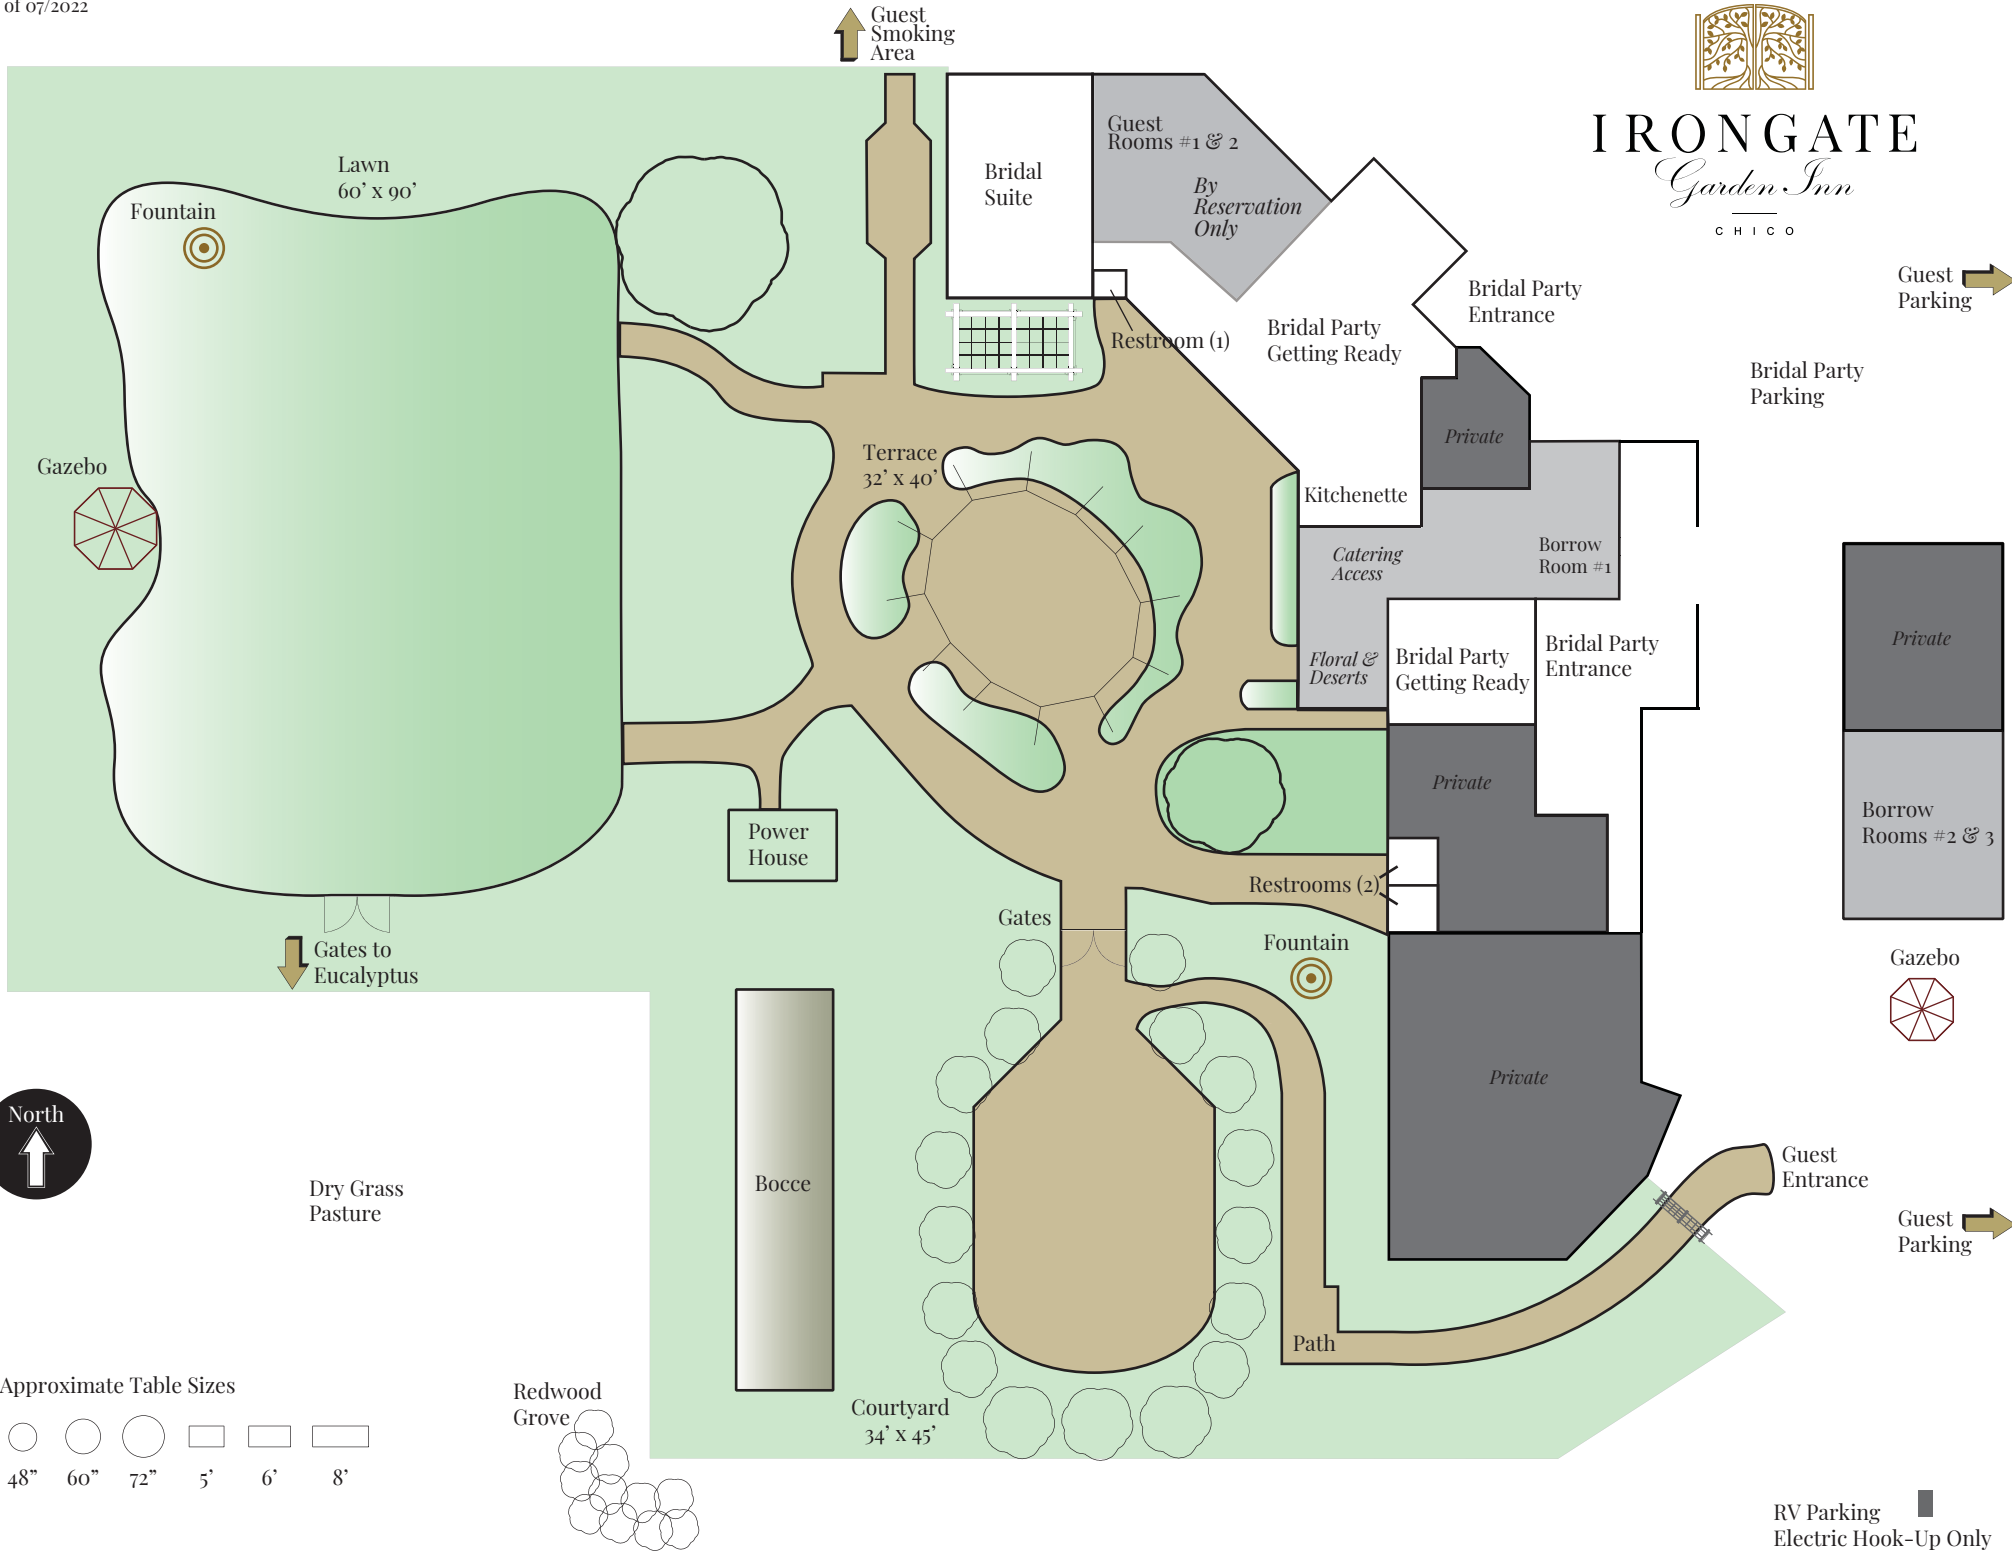 of 07/2022
Guest
Smoking
Area
IRONGATE
Garden Inn
CHICO
Lawn
60’ x 90’
Fountain
Bridal
Suite
Guest
Rooms #1 & 2
By
Reservation
Only
Restroom (1)
Bridal Party
Getting Ready
Bridal Party
Entrance
Guest
Parking
Bridal Party
Parking
Gazebo
Terrace
32’ x 40’
Private
Kitchenette
Catering
Access
Borrow
Room #1
Floral &
Deserts
Bridal Party
Getting Ready
Bridal Party
Entrance
Private
Private
Borrow
Rooms #2 & 3
Power
House
Restrooms (2)
Gates
Fountain
Gazebo
Gates to
Eucalyptus
North
Dry Grass
Pasture
Bocce
Private
Guest
Entrance
Guest
Parking
Path
Courtyard
34’ x 45’
Redwood
Grove
Approximate Table Sizes
48” 60” 72” 5’ 6’ 8’
RV Parking
Electric Hook-Up Only